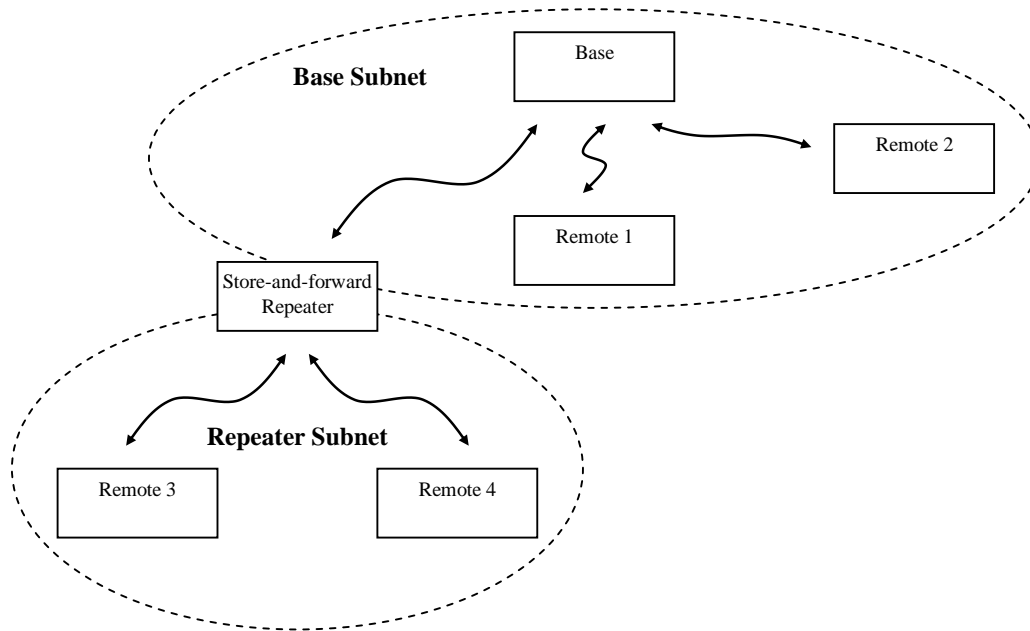 Base
Base Subnet
Remote 2
Remote 1
Store-and-forward
Repeater
Repeater Subnet
Remote 3
Remote 4